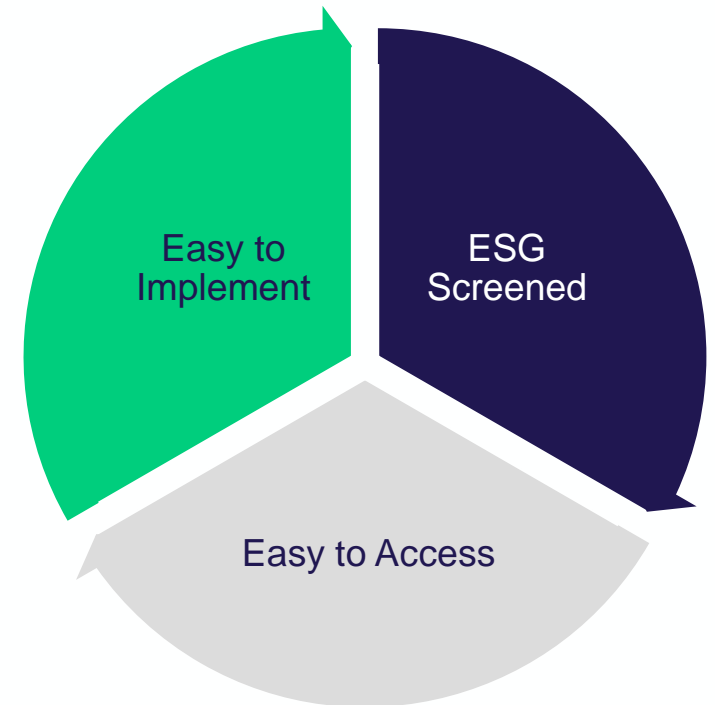 Easy to
Implement
ESG
Screened
Easy to Access